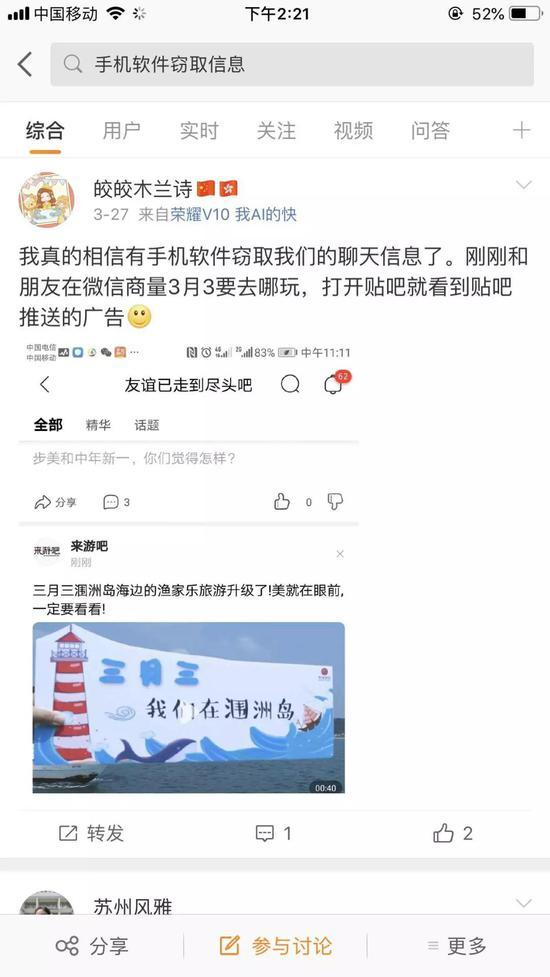 中国移动 下午2:21 52%
手机软件窃取信息
综合 用户 实时 关注 视频 问答
皎皎木兰诗
3-27 来自荣耀V10 我AI的快
我真的相信有手机软件窃取我们的聊天信息了。刚刚和
朋友在微信商量3月3要去哪玩，打开贴吧就看到贴吧
推送的广告
中国电信
中国移动 83% 中午11:11
友谊已走到尽头吧 62
全部 精华 话题
步美和中年新一，你们觉得怎样？
分享 3 0
来游吧 来游吧
刚刚
三月三涠洲岛海边的渔家乐旅游升级了!美就在眼前,
一定要看看!
三月三
我们在涠洲岛
00:40
转发 1 2
苏州风雅
分享 参与讨论 更多